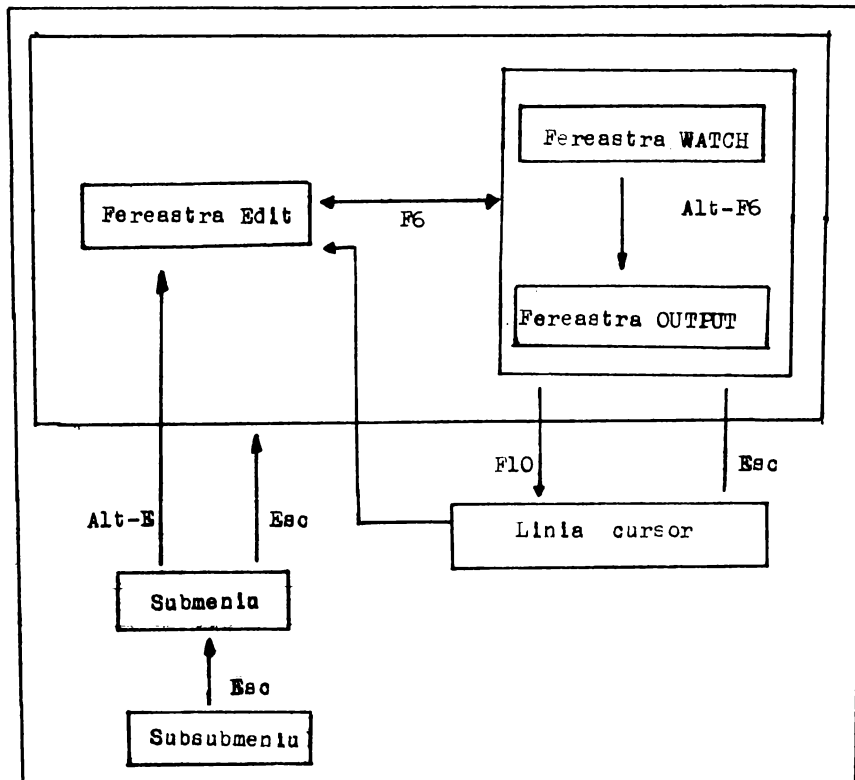 Fereastra WATCH
Alt-F6
Fereastra OUTPUT
Fereastra Edit
F6
F10
Esc
Linia cursor
Alt-E
Esc
Submeniu
Esc
Subsubmeniu